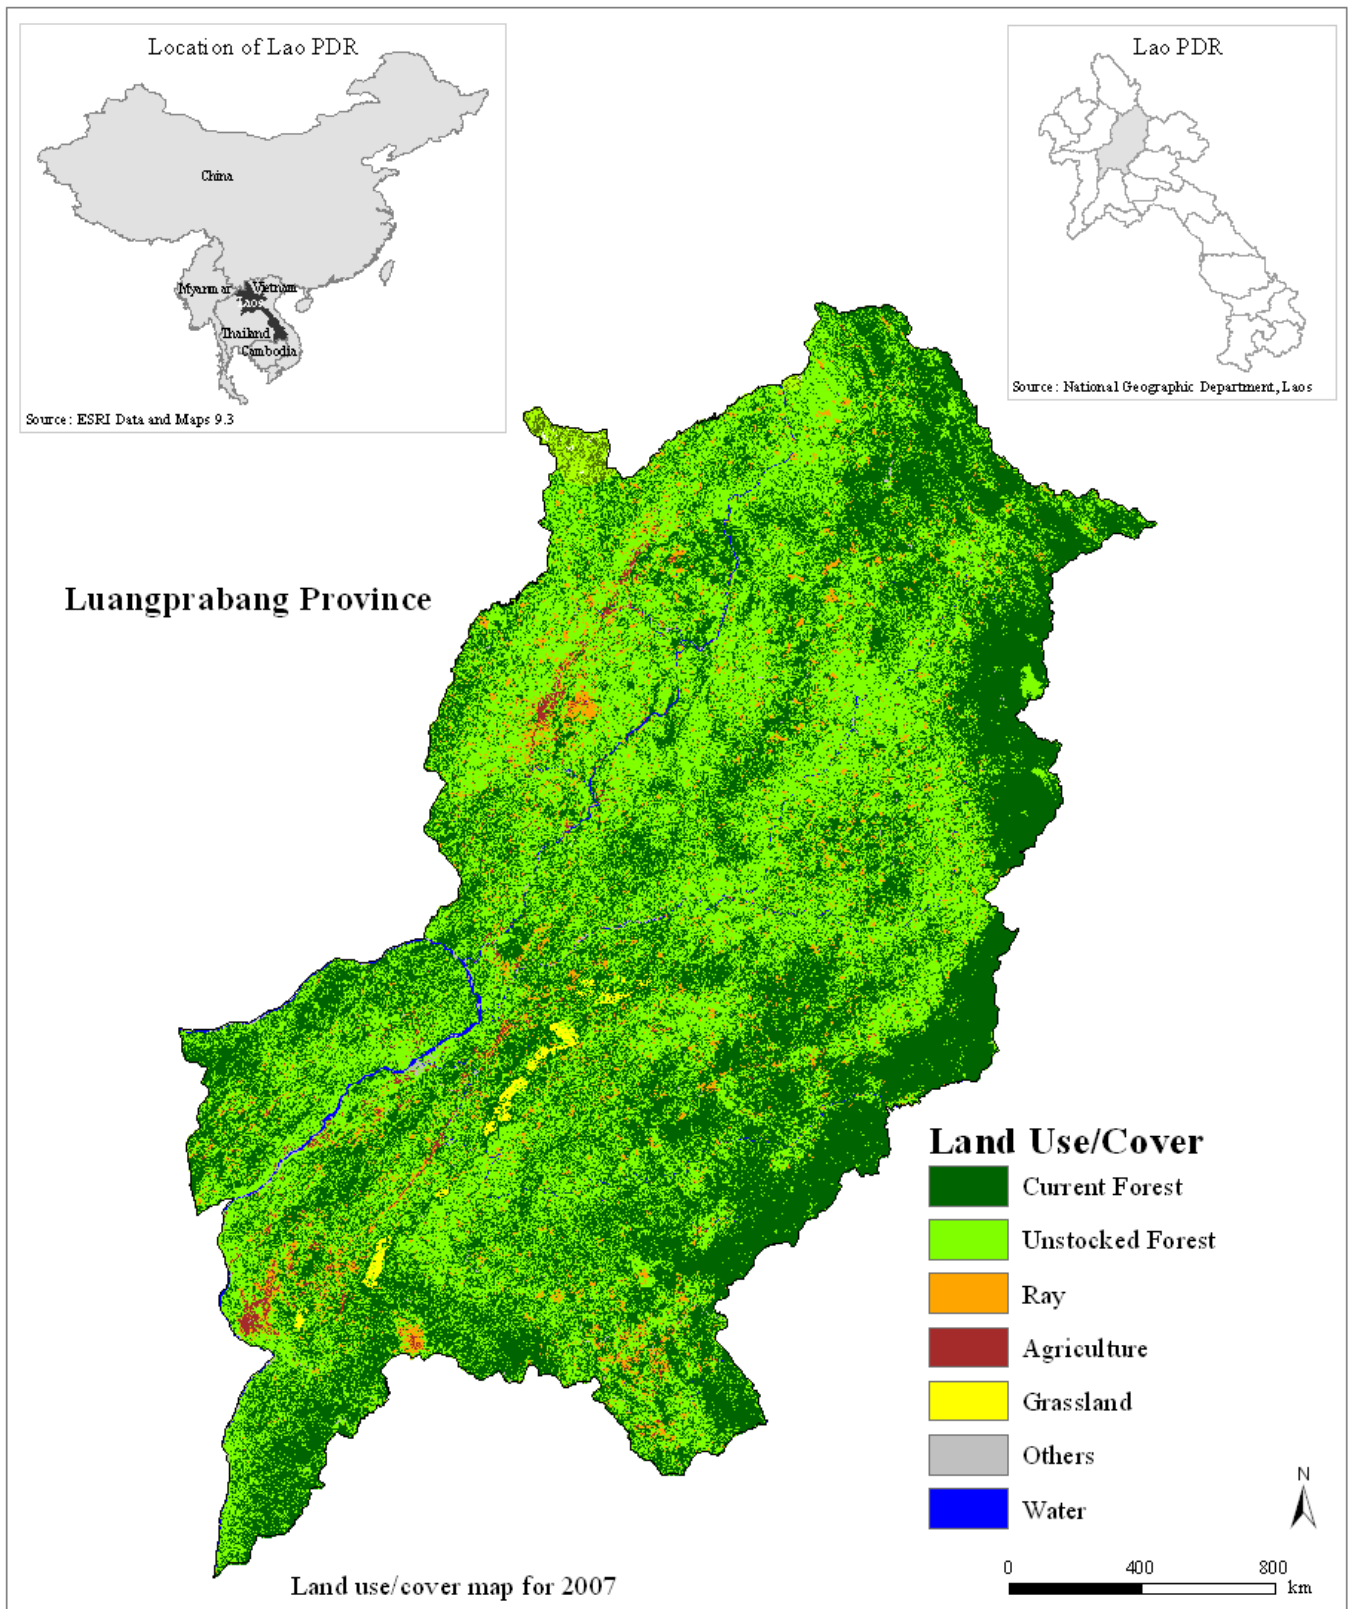 Location of Lao PDR
China
Myanmar
Vietnam
Laos
Thailand
Cambodia
Source: ESRI Data and Maps 9.3
Lao PDR
Source: National Geographic Department, Laos
Luangprabang Province
Land Use/Cover
Current Forest
Unstocked Forest
Ray
Agriculture
Grassland
Others
Water
N
0 400 800
km
Land use/cover map for 2007